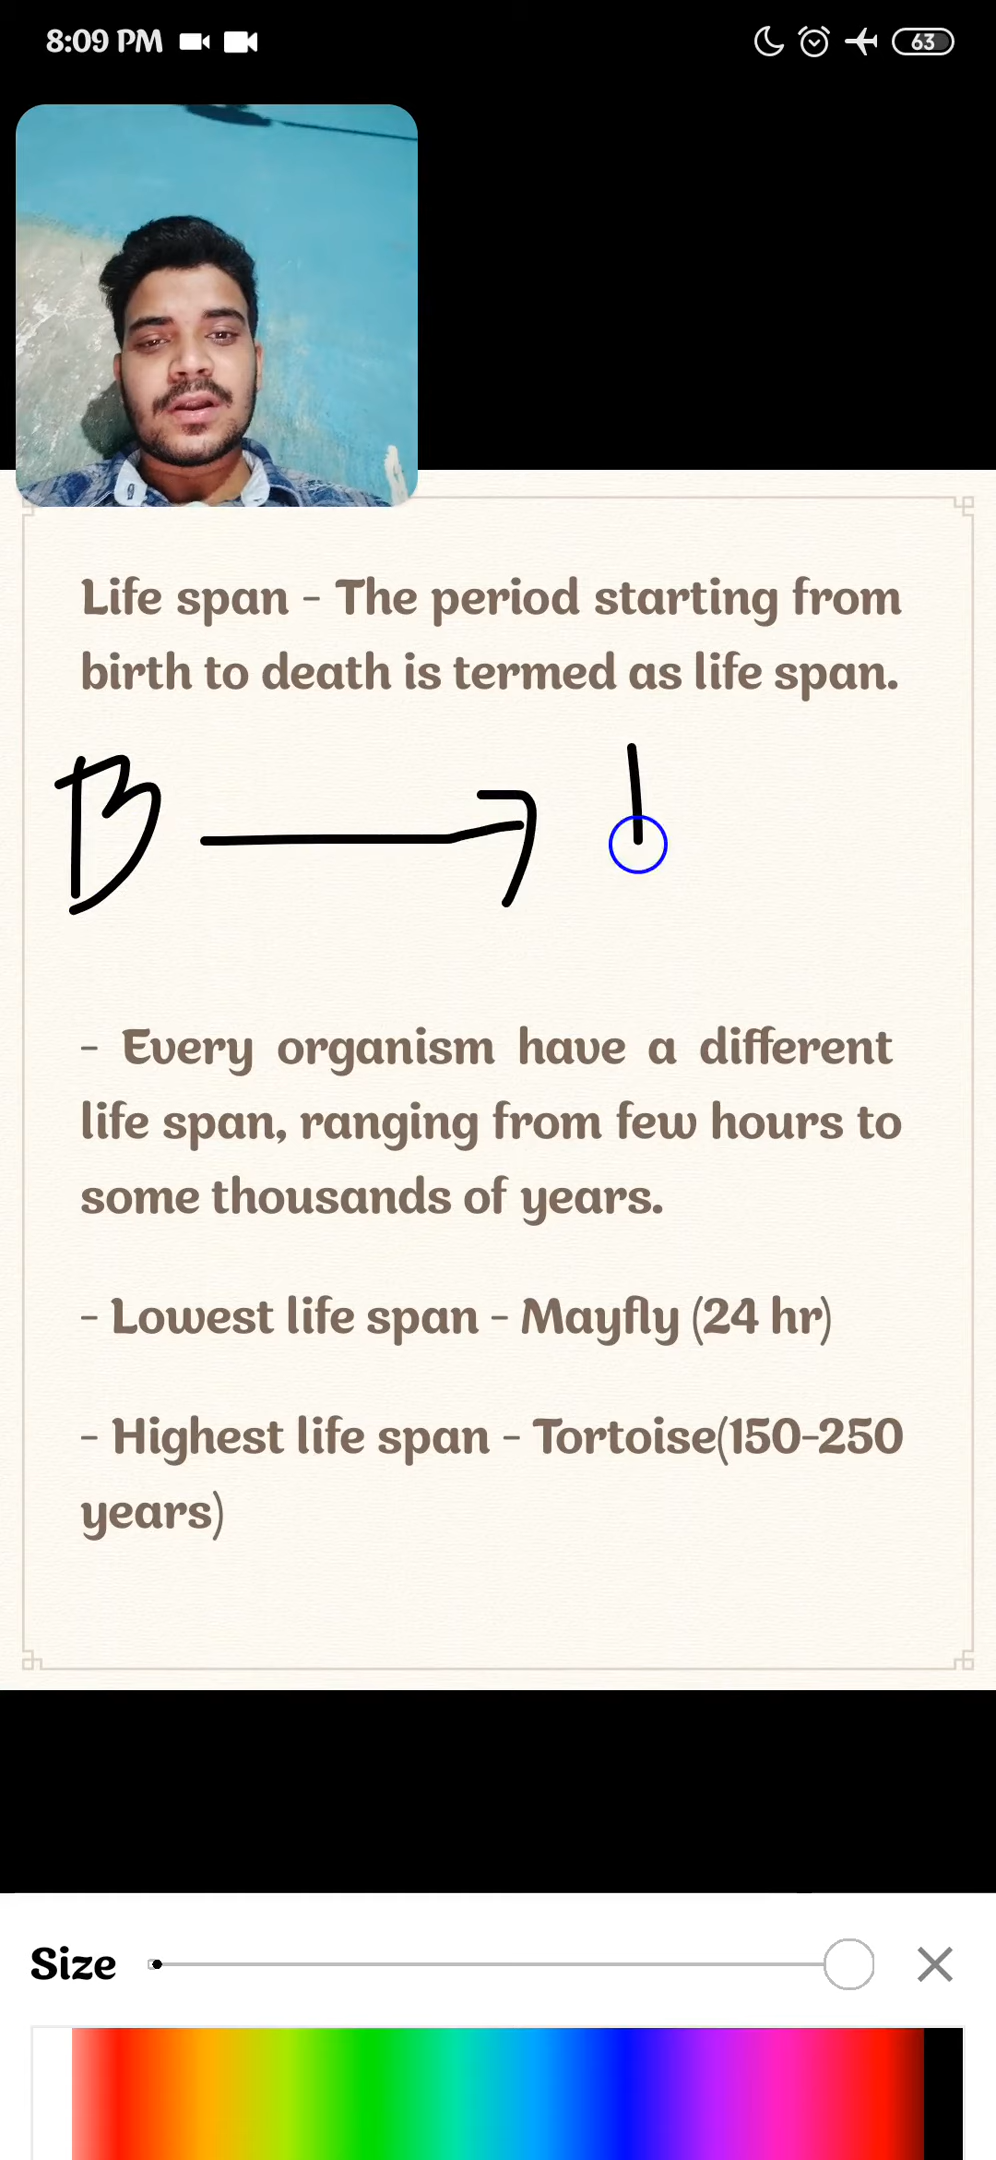 8:09 PM
63
Life span - The period starting from
birth to death is termed as life span.
B
- Every organism have a different
life span, ranging from few hours to
some thousands of years.
- Lowest life span - Mayfly (24 hr)
- Highest life span - Tortoise(150-250
years)
Size